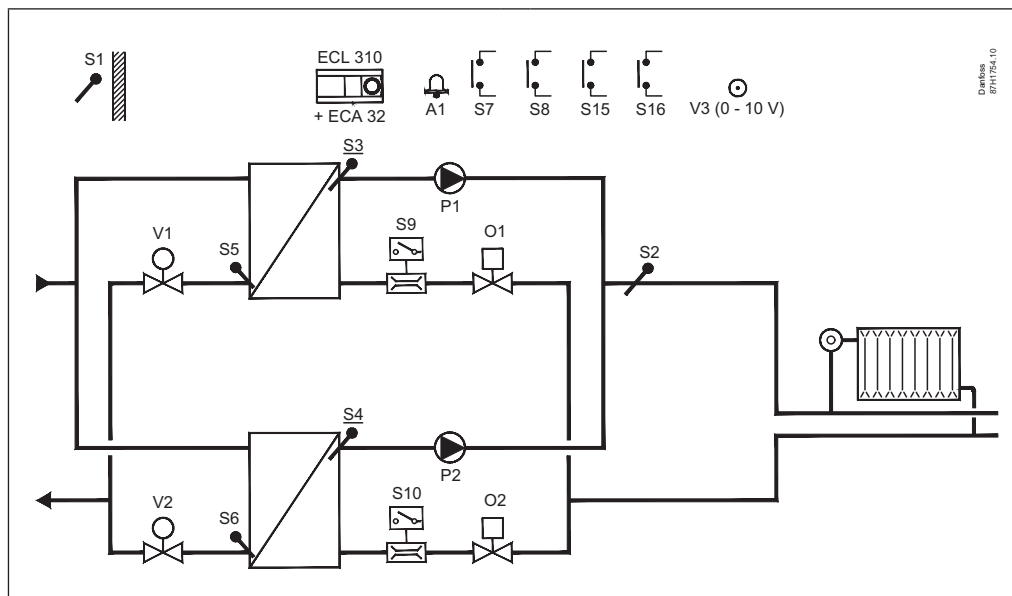 S1
ECL 310
+ ECA 32
A1
S7
S8
S15
S16
V3 (0 - 10 V)
Danfoss
87H1754.10
S3
P1
V1
S5
S9
O1
S2
S4
P2
V2
S6
S10
O2